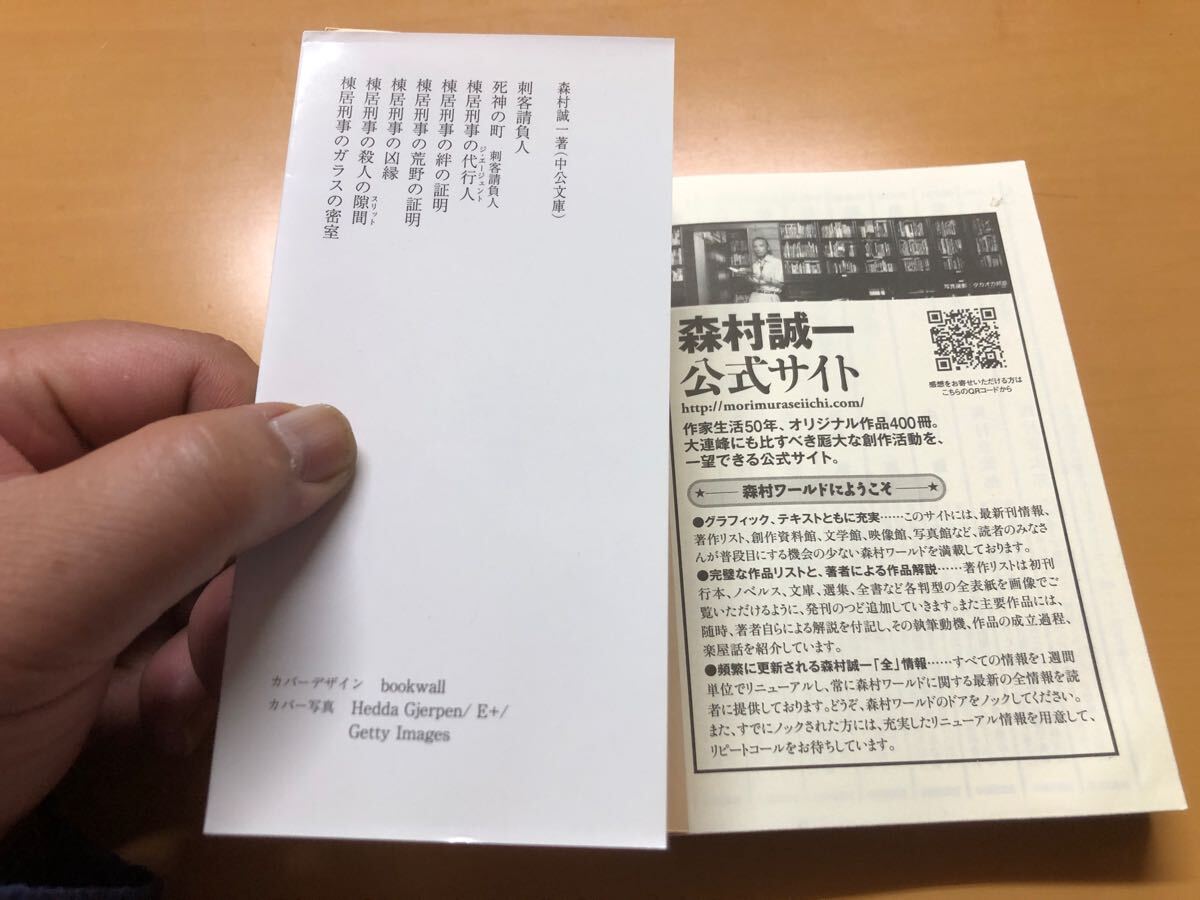 森村誠一著(中公文庫)
刺客請負人
死神の町 刺客請負人
棟居刑事の代行人
ジ・エージェント
棟居刑事の絆の証明
棟居刑事の荒野の証明
棟居刑事の凶縁
棟居刑事の殺人の隙間
スリット
棟居刑事のガラスの密室
カバーデザイン bookwall
カバー写真 Hedda Gjerpen/ E+/
Getty Images
写真撮影:タカオカ邦彦
森村誠一
公式サイト
http://morimuraseiichi.com/
感想をお寄せいただける方は
こちらのQRコードから
作家生活50年、オリジナル作品400冊。
大連峰にも比すべき厖大な創作活動を、
一望できる公式サイト。
★森村ワールドにようこそ★
●グラフィック、テキストともに充実……このサイトには、最新刊情報、
著作リスト、創作資料館、文学館、映像館、写真館など、読者のみなさ
んが普段目にする機会の少ない森村ワールドを満載しております。
●完璧な作品リストと、著者による作品解説……著作リストは初刊
行本、ノベルス、文庫、選集、全書など各判型の全表紙を画像でご
覧いただけるように、発刊のつど追加していきます。また主要作品には、
随時、著者自らによる解説を付記し、その執筆動機、作品の成立過程、
楽屋話を紹介しています。
●頻繁に更新される森村誠一「全」情報……すべての情報を1週間
単位でリニューアルし、常に森村ワールドに関する最新の全情報を読
者に提供しております。どうぞ、森村ワールドのドアをノックしてください。
また、すでにノックされた方には、充実したリニューアル情報を用意して、
リピートコールをお待ちしています。